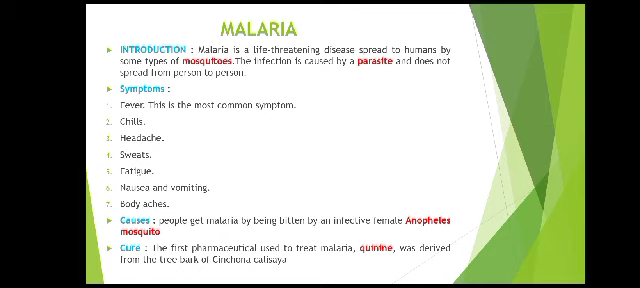 MALARIA
INTRODUCTION : Malaria is a life-threatening disease spread to humans by
some types of mosquitoes.The infection is caused by a parasite and does not
spread from person to person.
Symptoms :
1. Fever. This is the most common symptom.
2. Chills.
3. Headache.
4. Sweats.
5. Fatigue.
6. Nausea and vomiting.
7. Body aches.
Causes : people get malaria by being bitten by an infective female Anopheles
mosquito
Cure : The first pharmaceutical used to treat malaria, quinine, was derived
from the tree bark of Cinchona calisaya